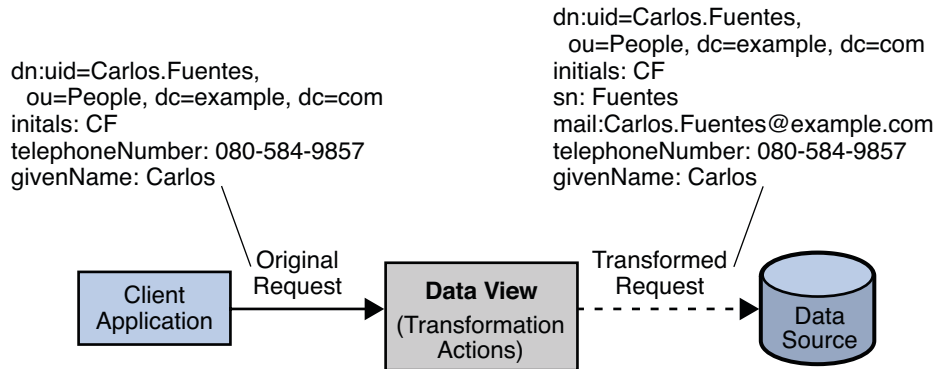 dn:uid=Carlos.Fuentes,
ou=People, dc=example, dc=com
initals: CF
telephoneNumber: 080-584-9857
givenName: Carlos
dn:uid=Carlos.Fuentes,
ou=People, dc=example, dc=com
initials: CF
sn: Fuentes
mail:Carlos.Fuentes@example.com
telephoneNumber: 080-584-9857
givenName: Carlos
Client
Application
Original
Request
Data View
(Transformation
Actions)
Transformed
Request
Data
Source